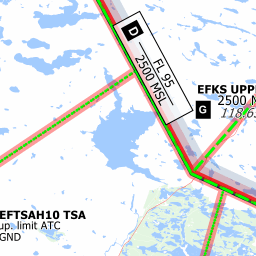 D
FL 95
2500 MSL
EFKS UPP
G
2500 M
118.6
EFTSAH10 TSA
up. limit ATC
GND